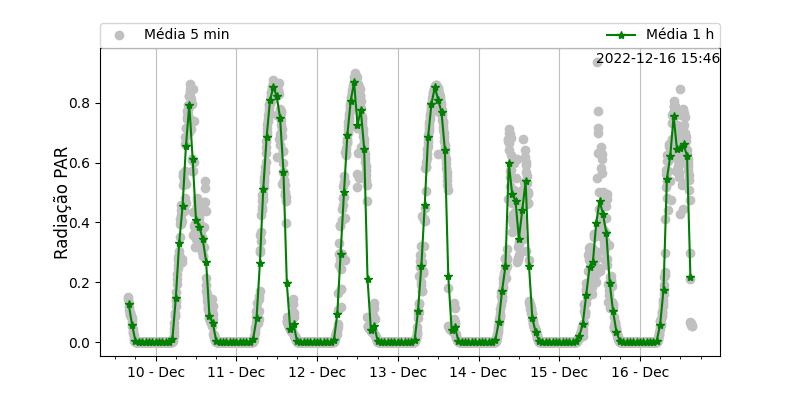 Média 5 min
Média 1 h
2022-12-16 15:46
Radiação PAR
0.8
0.6
0.4
0.2
0.0
10 - Dec
11 - Dec
12 - Dec
13 - Dec
14 - Dec
15 - Dec
16 - Dec